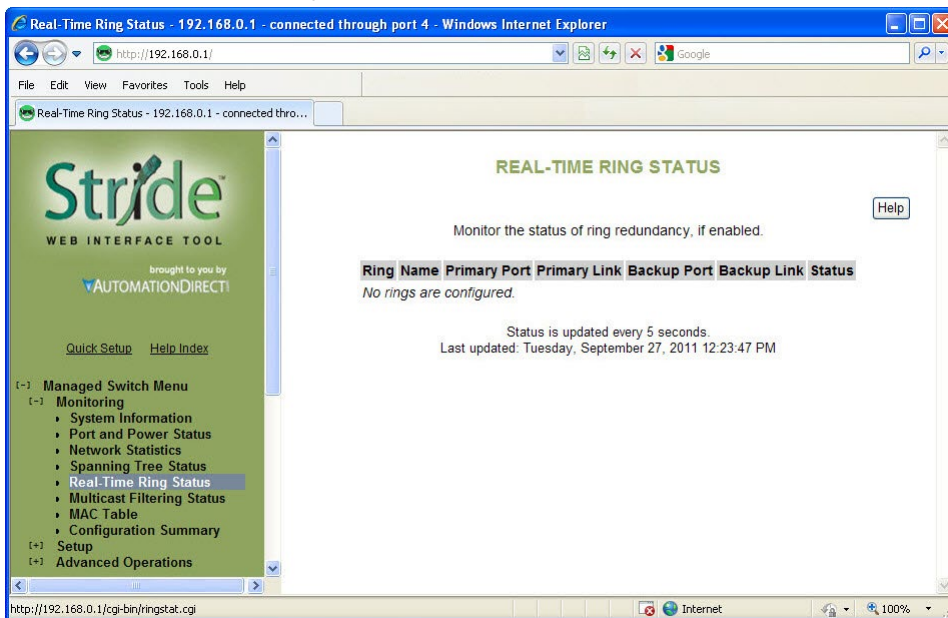 Real-Time Ring Status - 192.168.0.1 - connected through port 4 - Windows Internet Explorer
http://192.168.0.1/
Google
File Edit View Favorites Tools Help
Real-Time Ring Status - 192.168.0.1 - connected thro...
Stride
WEB INTERFACE TOOL
brought to you by
AUTOMATIONDIRECT
Quick Setup Help Index
[-] Managed Switch Menu
[-] Monitoring
System Information
Port and Power Status
Network Statistics
Spanning Tree Status
Real-Time Ring Status
Multicast Filtering Status
MAC Table
Configuration Summary
[+] Setup
[+] Advanced Operations
REAL-TIME RING STATUS
Help
Monitor the status of ring redundancy, if enabled.
Ring Name Primary Port Primary Link Backup Port Backup Link Status
No rings are configured.
Status is updated every 5 seconds.
Last updated: Tuesday, September 27, 2011 12:23:47 PM
http://192.168.0.1/cgi-bin/ringstat.cgi
Internet
100%